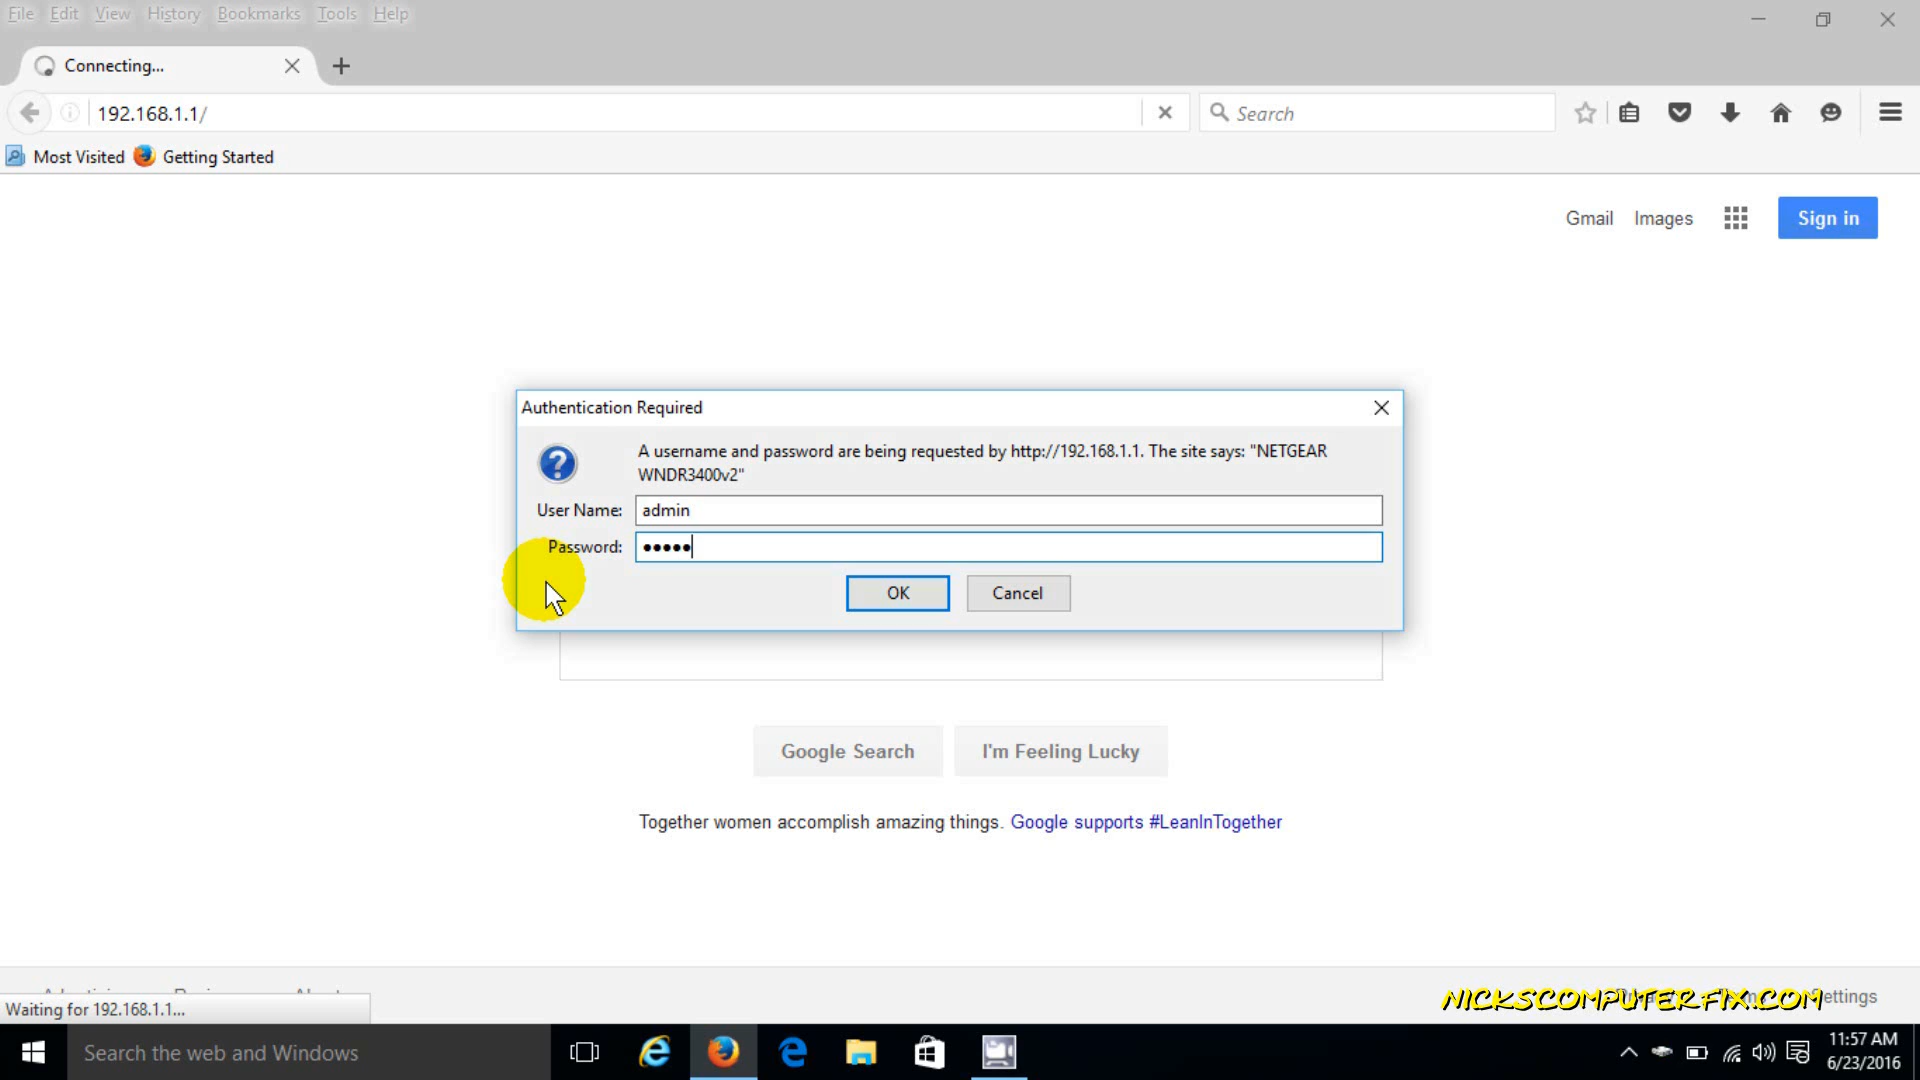 File Edit View History Bookmarks Tools Help
Connecting...
192.168.1.1/
Search
Most Visited Getting Started
Gmail Images Sign in
Authentication Required
A username and password are being requested by http://192.168.1.1. The site says: "NETGEAR
WNDR3400v2"
User Name: admin
Password: •••••
OK Cancel
Google Search I'm Feeling Lucky
Together women accomplish amazing things. Google supports #LeanInTogether
Waiting for 192.168.1.1...
NICKSCOMPUTERFIX.COM
Settings
Search the web and Windows
11:57 AM
6/23/2016